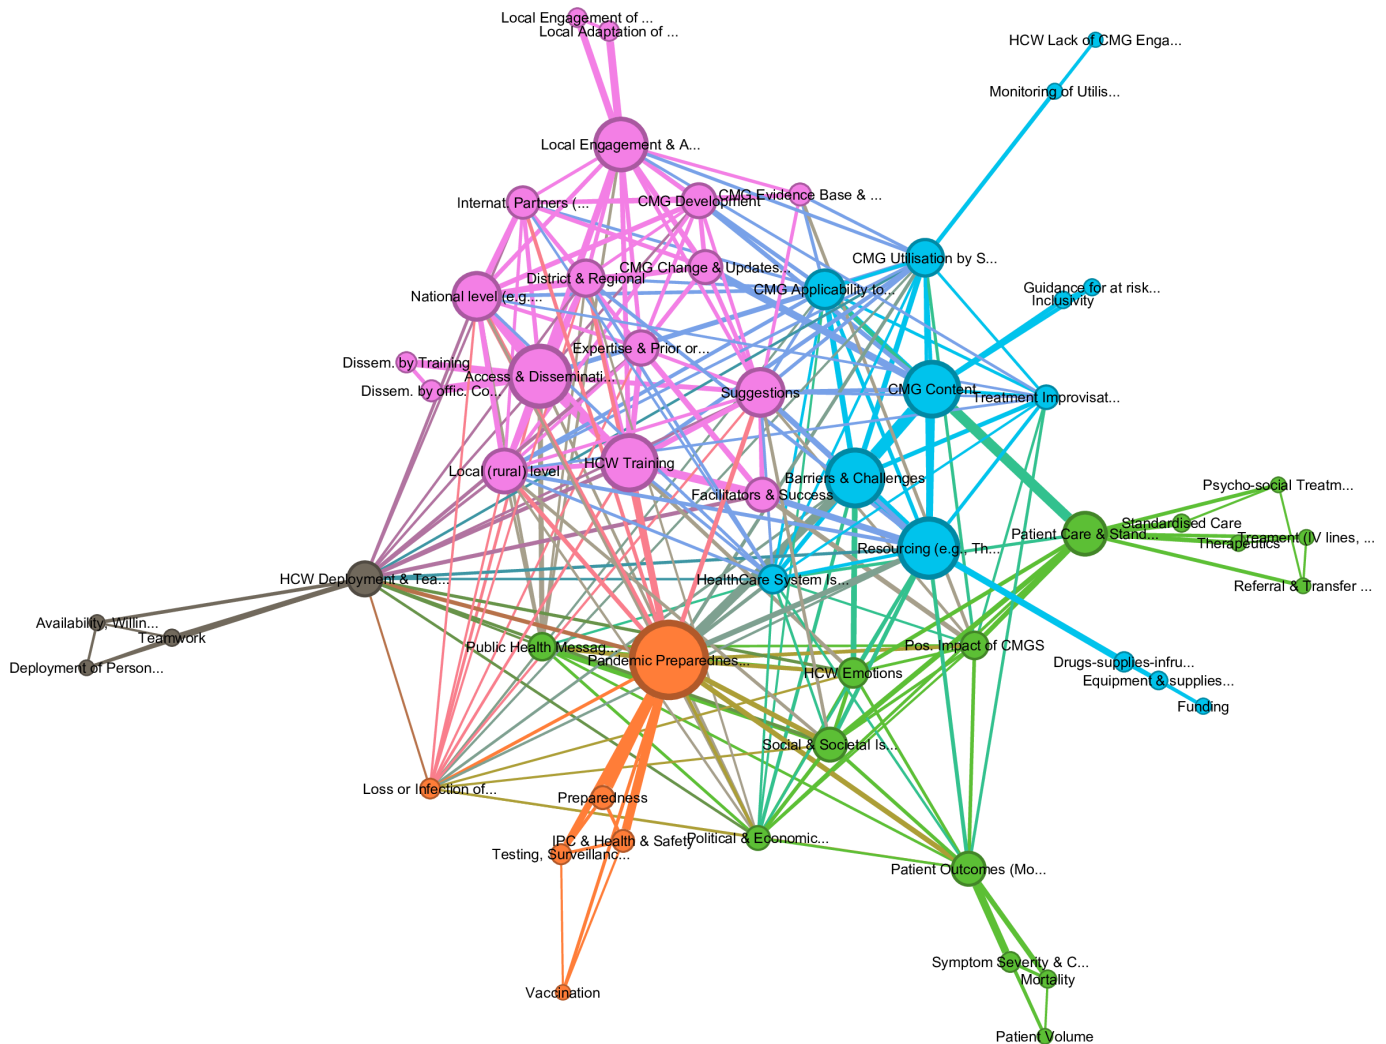 Local Engagement of ...
Local Adaptation of ...
HCW Lack of CMG Enga...
Monitoring of Utilis...
Local Engagement & A...
CMG Evidence Base & ...
Internat. Partners (...
CMG Development
CMG Utilisation by S...
CMG Change & Updates...
District & Regional
CMG Applicability to...
Guidance for at risk...
Inclusivity
National level (e.g....
Expertise & Prior or...
Dissem. by Training
Access & Disseminati...
Dissem. by offic. Co...
Suggestions
CMG Content
Treatment Improvisat...
HCW Training
Local (rural) level
Barriers & Challenges
Facilitators & Success
Psycho-social Treatm...
Standardised Care
Patient Care & Stand...
Treament (IV lines, ...
Therapeutics
Resourcing (e.g., Th...
HCW Deployment & Tea...
HealthCare System Is...
Referral & Transfer ...
Availability, Willin...
Teamwork
Deployment of Person...
Public Health Messag...
Pos. Impact of CMGS
Pandemic Preparednes...
HCW Emotions
Drugs-supplies-infru...
Equipment & supplies...
Funding
Social & Societal Is...
Loss or Infection of...
Preparedness
IPC & Health & Safety
Political & Economic...
Testing, Surveillanc...
Patient Outcomes (Mo...
Symptom Severity & C...
Mortality
Vaccination
Patient Volume